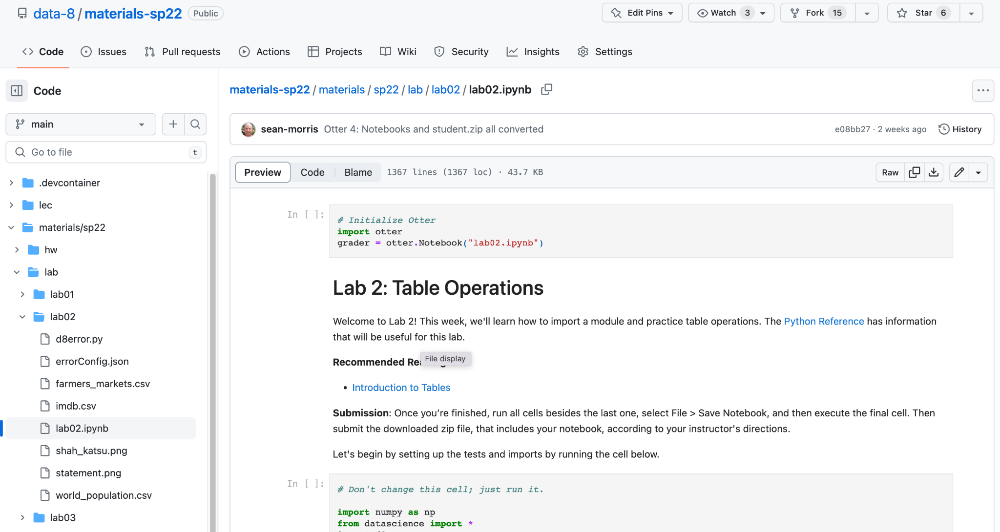 data-8 / materials-sp22 Public
Edit Pins Watch 3 Fork 15 Star 6
Code Issues Pull requests Actions Projects Wiki Security Insights Settings
Code
main
Go to file t
.devcontainer
lec
materials/sp22
hw
lab
lab01
lab02
d8error.py
errorConfig.json
farmers_markets.csv
imdb.csv
lab02.ipynb
shah_katsu.png
statement.png
world_population.csv
lab03
materials-sp22 / materials / sp22 / lab / lab02 / lab02.ipynb
sean-morris Otter 4: Notebooks and student.zip all converted
e08bb27 · 2 weeks ago History
Preview Code Blame 1367 lines (1367 loc) · 43.7 KB Raw
In [ ]:
# Initialize Otter
import otter
grader = otter.Notebook("lab02.ipynb")
Lab 2: Table Operations
Welcome to Lab 2! This week, we'll learn how to import a module and practice table operations. The Python Reference has information
that will be useful for this lab.
Recommended
File display
• Introduction to Tables
Submission: Once you’re finished, run all cells besides the last one, select File > Save Notebook, and then execute the final cell. Then
submit the downloaded zip file, that includes your notebook, according to your instructor's directions.
Let's begin by setting up the tests and imports by running the cell below.
In [ ]:
# Don't change this cell; just run it.
import numpy as np
from datascience import *